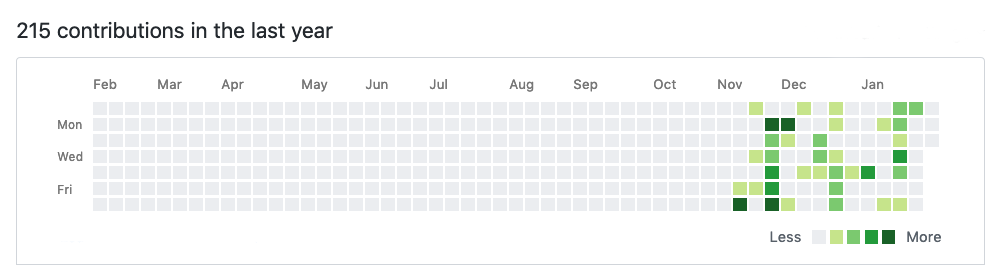 215 contributions in the last year
Feb Mar Apr May Jun Jul Aug Sep Oct Nov Dec Jan
Mon
Wed
Fri
Less More